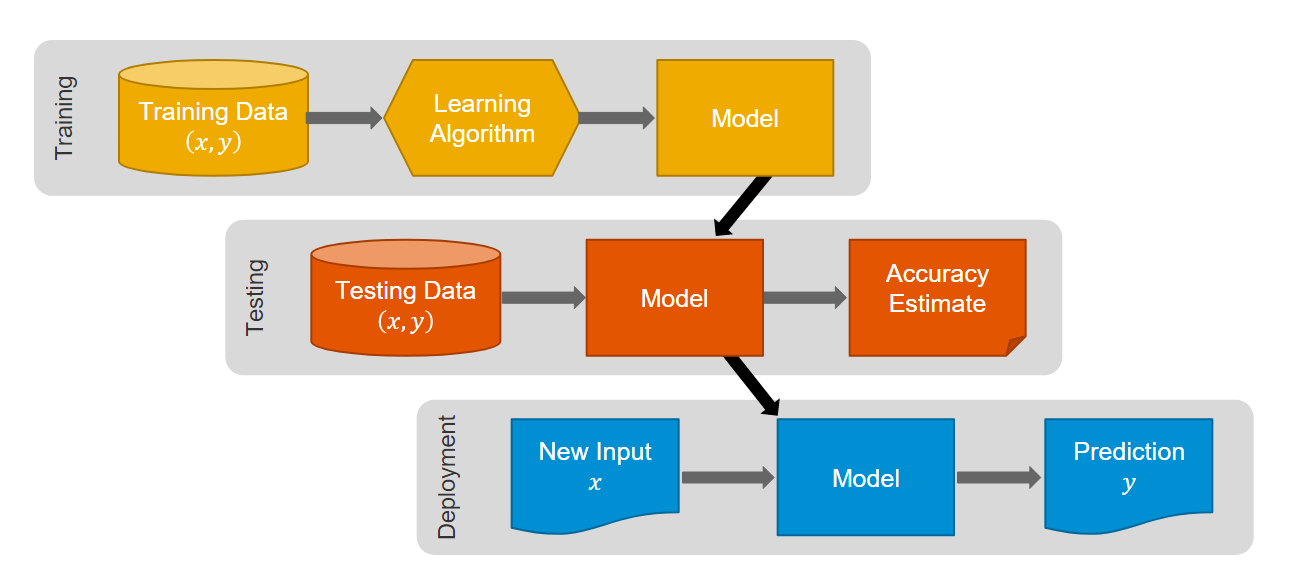 Training
Training Data
(x, y)
Learning
Algorithm
Model
Testing
Testing Data
(x, y)
Model
Accuracy
Estimate
Deployment
New Input
x
Model
Prediction
y